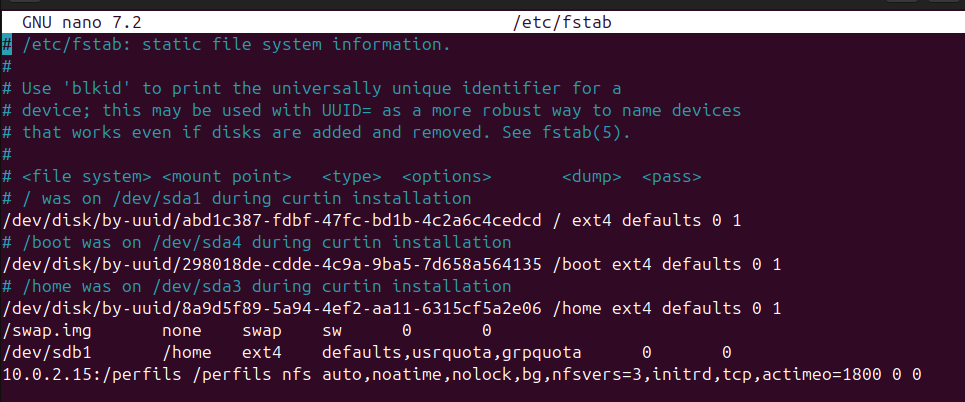 GNU nano 7.2 /etc/fstab
# /etc/fstab: static file system information.
#
# Use 'blkid' to print the universally unique identifier for a
# device; this may be used with UUID= as a more robust way to name devices
# that works even if disks are added and removed. See fstab(5).
#
# <file system> <mount point>   <type>  <options>       <dump>  <pass>
# / was on /dev/sda1 during curtin installation
/dev/disk/by-uuid/abd1c387-fdbf-47fc-bd1b-4c2a6c4cedcd / ext4 defaults 0 1
# /boot was on /dev/sda4 during curtin installation
/dev/disk/by-uuid/298018de-cdde-4c9a-9ba5-7d658a564135 /boot ext4 defaults 0 1
# /home was on /dev/sda3 during curtin installation
/dev/disk/by-uuid/8a9d5f89-5a94-4ef2-aa11-6315cf5a2e06 /home ext4 defaults 0 1
/swap.img       none    swap    sw      0       0
/dev/sdb1       /home   ext4    defaults,usrquota,grpquota      0       0
10.0.2.15:/perfils /perfils nfs auto,noatime,nolock,bg,nfsvers=3,initrd,tcp,actimeo=1800 0 0